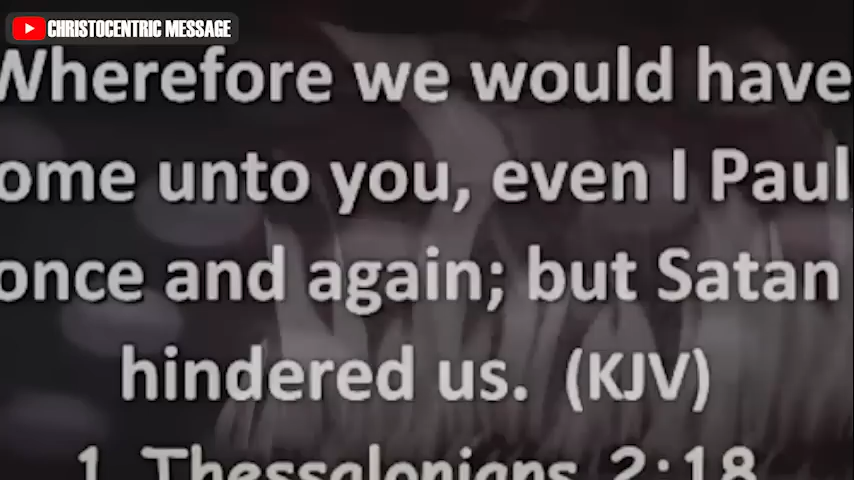 CHRISTOCENTRIC MESSAGE
Wherefore we would have
ome unto you, even I Paul,
once and again; but Satan
hindered us. (KJV)
1 Thessalonians 2:18